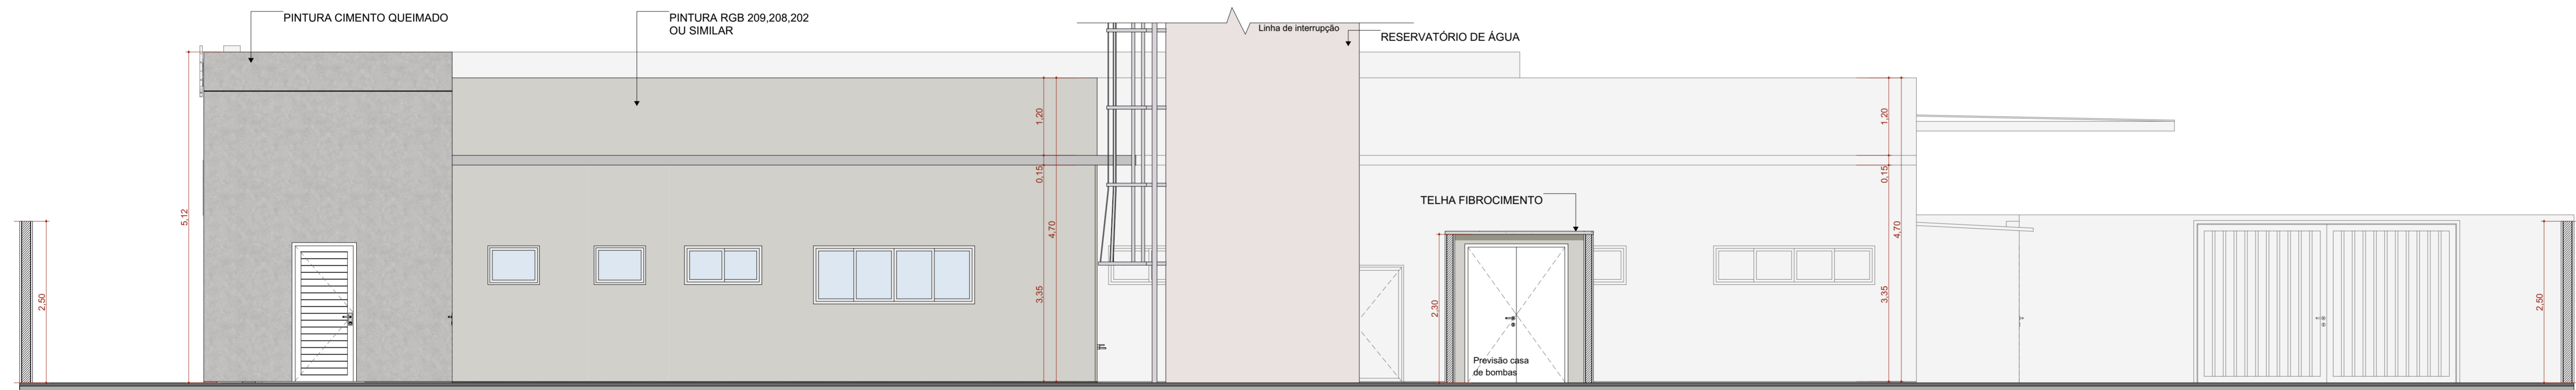 PINTURA CIMENTO QUEIMADO
PINTURA RGB 209,208,202
OU SIMILAR
Linha de interrupção
RESERVATÓRIO DE ÁGUA
TELHA FIBROCIMENTO
Previsão casa
de bombas
2,50
5,12
1,20
0,15
3,35
4,70
2,30
1,20
0,15
3,35
4,70
2,50